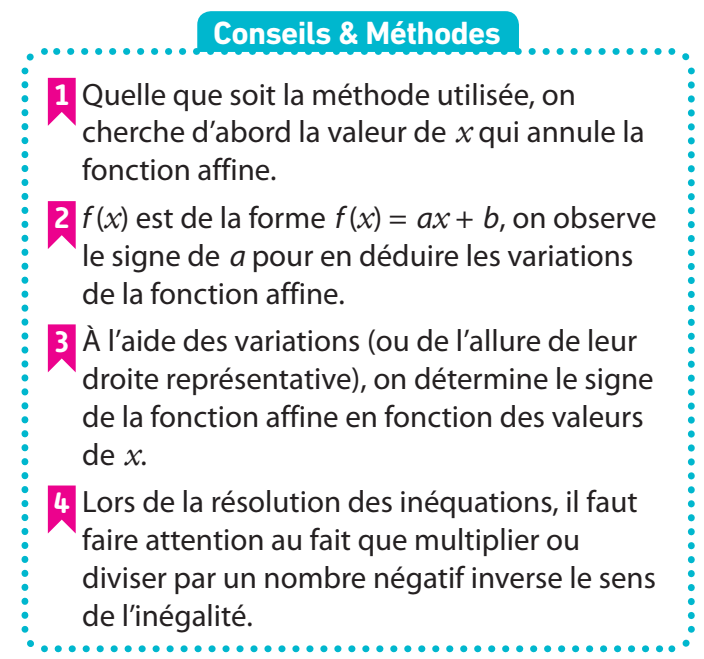 Conseils & Méthodes
1 Quelle que soit la méthode utilisée, on
cherche d’abord la valeur de x qui annule la
fonction affine.
2 f(x) est de la forme f(x) = ax + b, on observe
le signe de a pour en déduire les variations
de la fonction affine.
3 À l’aide des variations (ou de l’allure de leur
droite représentative), on détermine le signe
de la fonction affine en fonction des valeurs
de x.
4 Lors de la résolution des inéquations, il faut
faire attention au fait que multiplier ou
diviser par un nombre négatif inverse le sens
de l’inégalité.